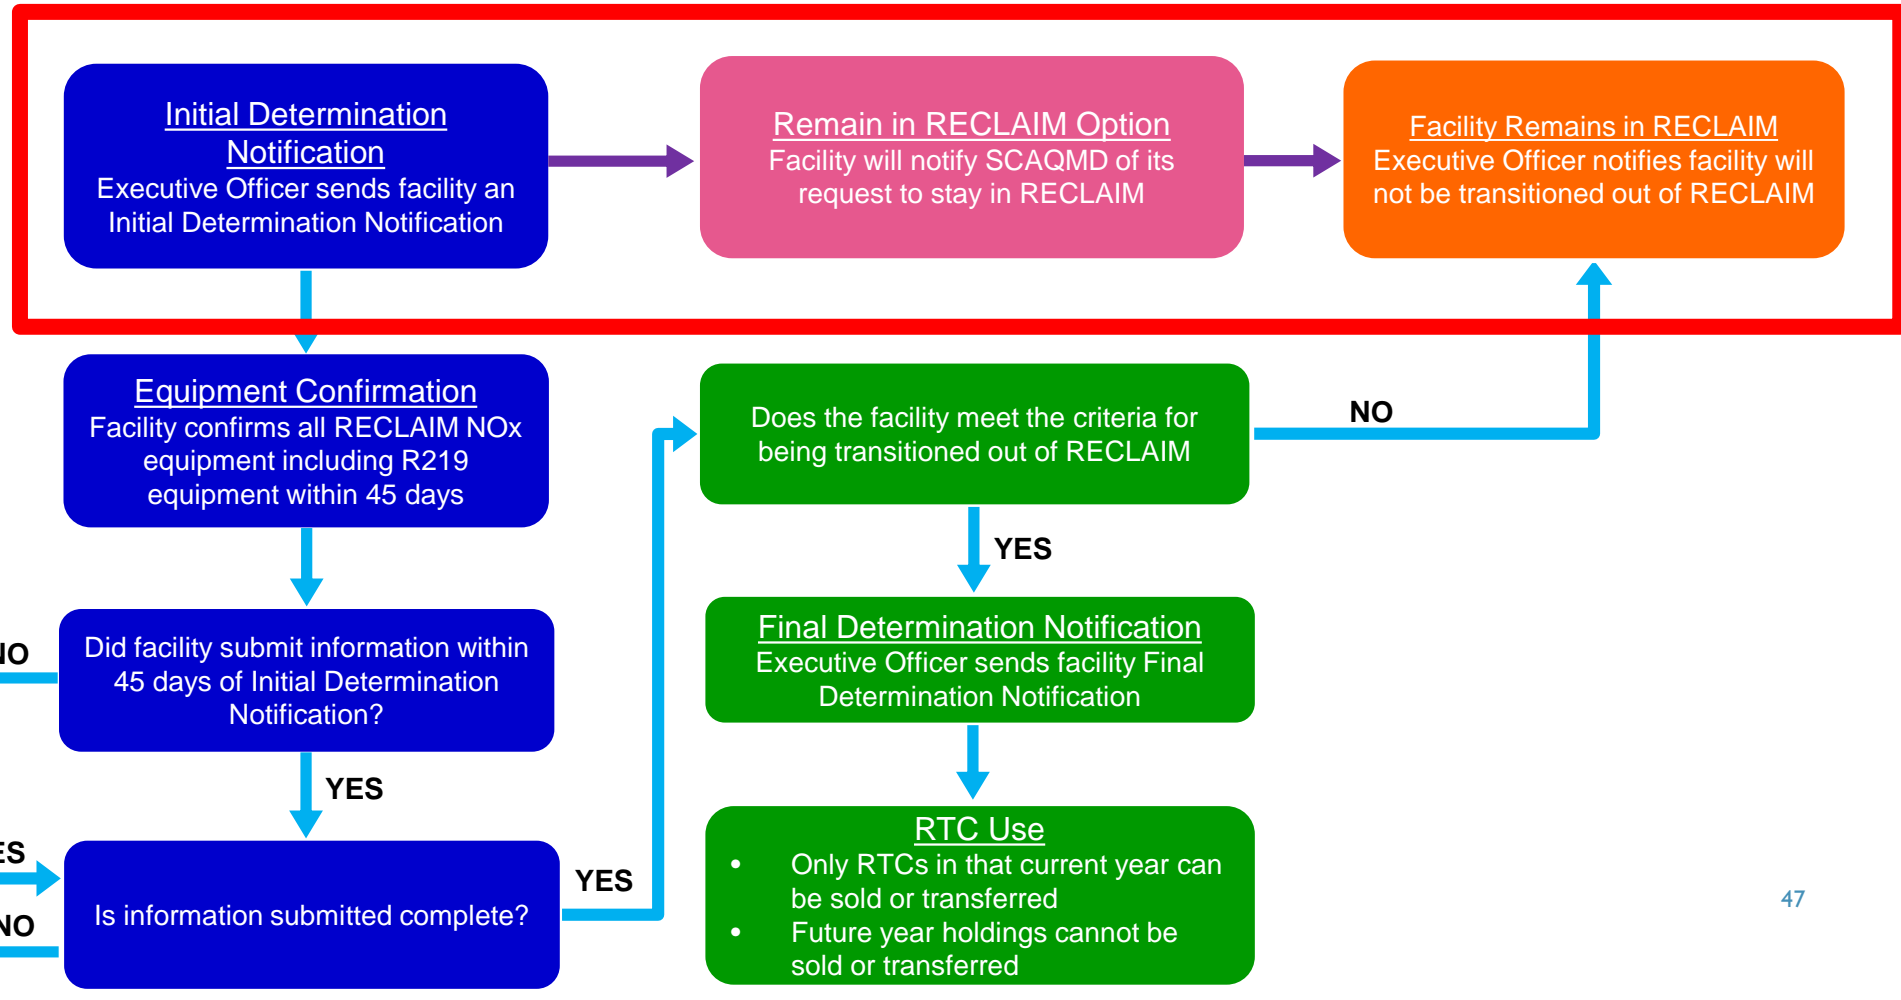 Initial Determination
Notification
Executive Officer sends facility an
Initial Determination Notification
Remain in RECLAIM Option
Facility will notify SCAQMD of its
request to stay in RECLAIM
Facility Remains in RECLAIM
Executive Officer notifies facility will
not be transitioned out of RECLAIM
Equipment Confirmation
Facility confirms all RECLAIM NOx
equipment including R219
equipment within 45 days
Does the facility meet the criteria for
being transitioned out of RECLAIM
NO
YES
Did facility submit information within
45 days of Initial Determination
Notification?
NO
YES
Final Determination Notification
Executive Officer sends facility Final
Determination Notification
Is information submitted complete?
ES
NO
YES
RTC Use
• Only RTCs in that current year can
be sold or transferred
• Future year holdings cannot be
sold or transferred
47